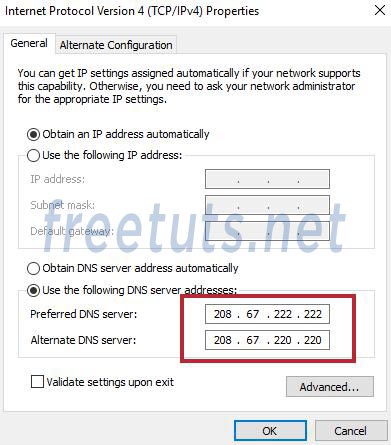 Internet Protocol Version 4 (TCP/IPv4) Properties
General
Alternate Configuration
You can get IP settings assigned automatically if your network supports
this capability. Otherwise, you need to ask your network administrator
for the appropriate IP settings.
Obtain an IP address automatically
Use the following IP address:
IP address:
Subnet mask:
Default gateway:
freetuts.net
Obtain DNS server address automatically
Use the following DNS server addresses:
Preferred DNS server: 208 . 67 . 222 . 222
Alternate DNS server: 208 . 67 . 220 . 220
Validate settings upon exit
Advanced...
OK
Cancel